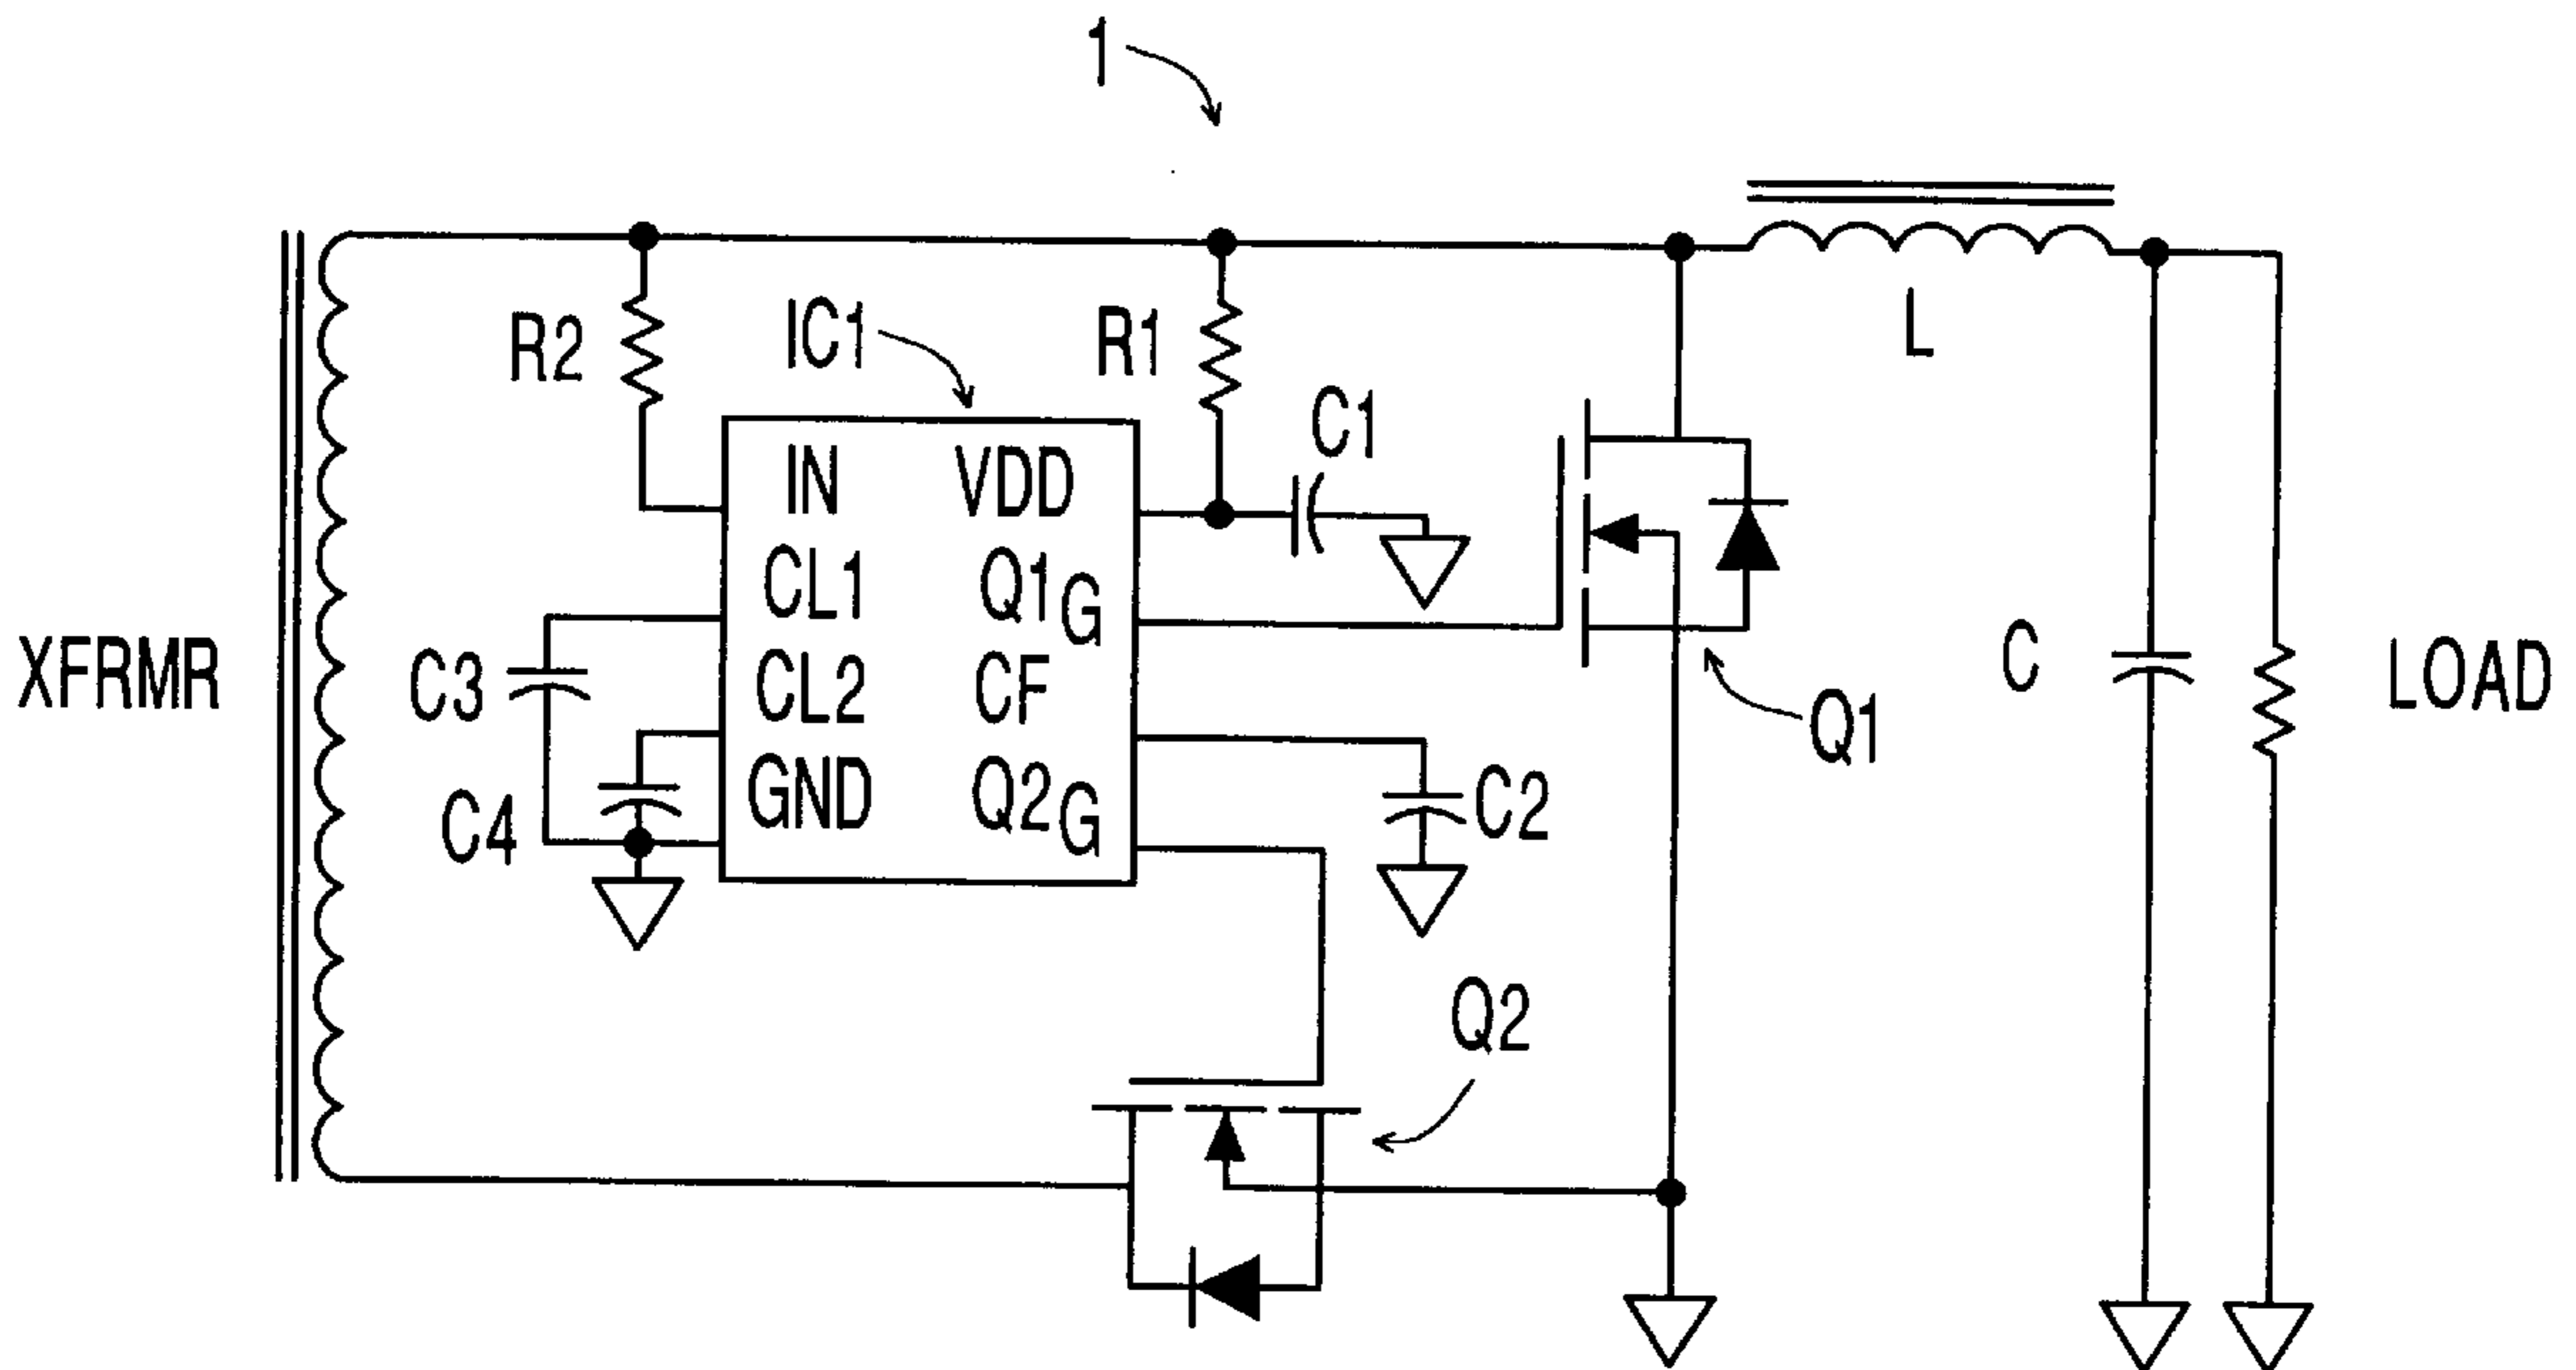 1
R2
IC1
R1
L
C1
IN VDD
CL1 Q1G
CL2 CF
GND Q2G
XFRMR
C3
C
LOAD
Q1
C4
C2
Q2